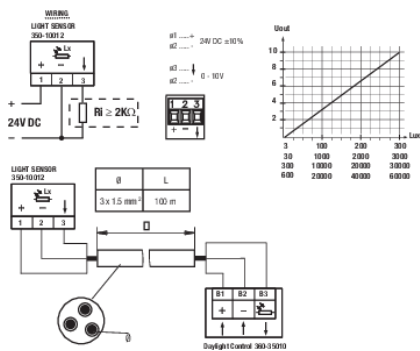 WIRING
LIGHT SENSOR
350-10012
Lx
+ -
1 2 3
+
24V DC
-
Ri ≥ 2KΩ
ø1 ..... +
ø2 ..... - 24V DC ±10%
ø3 .....
ø2 ..... - 0 - 10V
1 2 3
+ -
Uout
10
8
6
4
2
Lux
3 100 200 300
30 1000 2000 3000
300 10000 20000 30000
600 20000 40000 60000
LIGHT SENSOR
350-10012
Lx
+ -
1 2 3
Ø L
3 x 1.5 mm² 100 m
Ø
B1 B2 B3
+ -
Daylight Control 360-35010